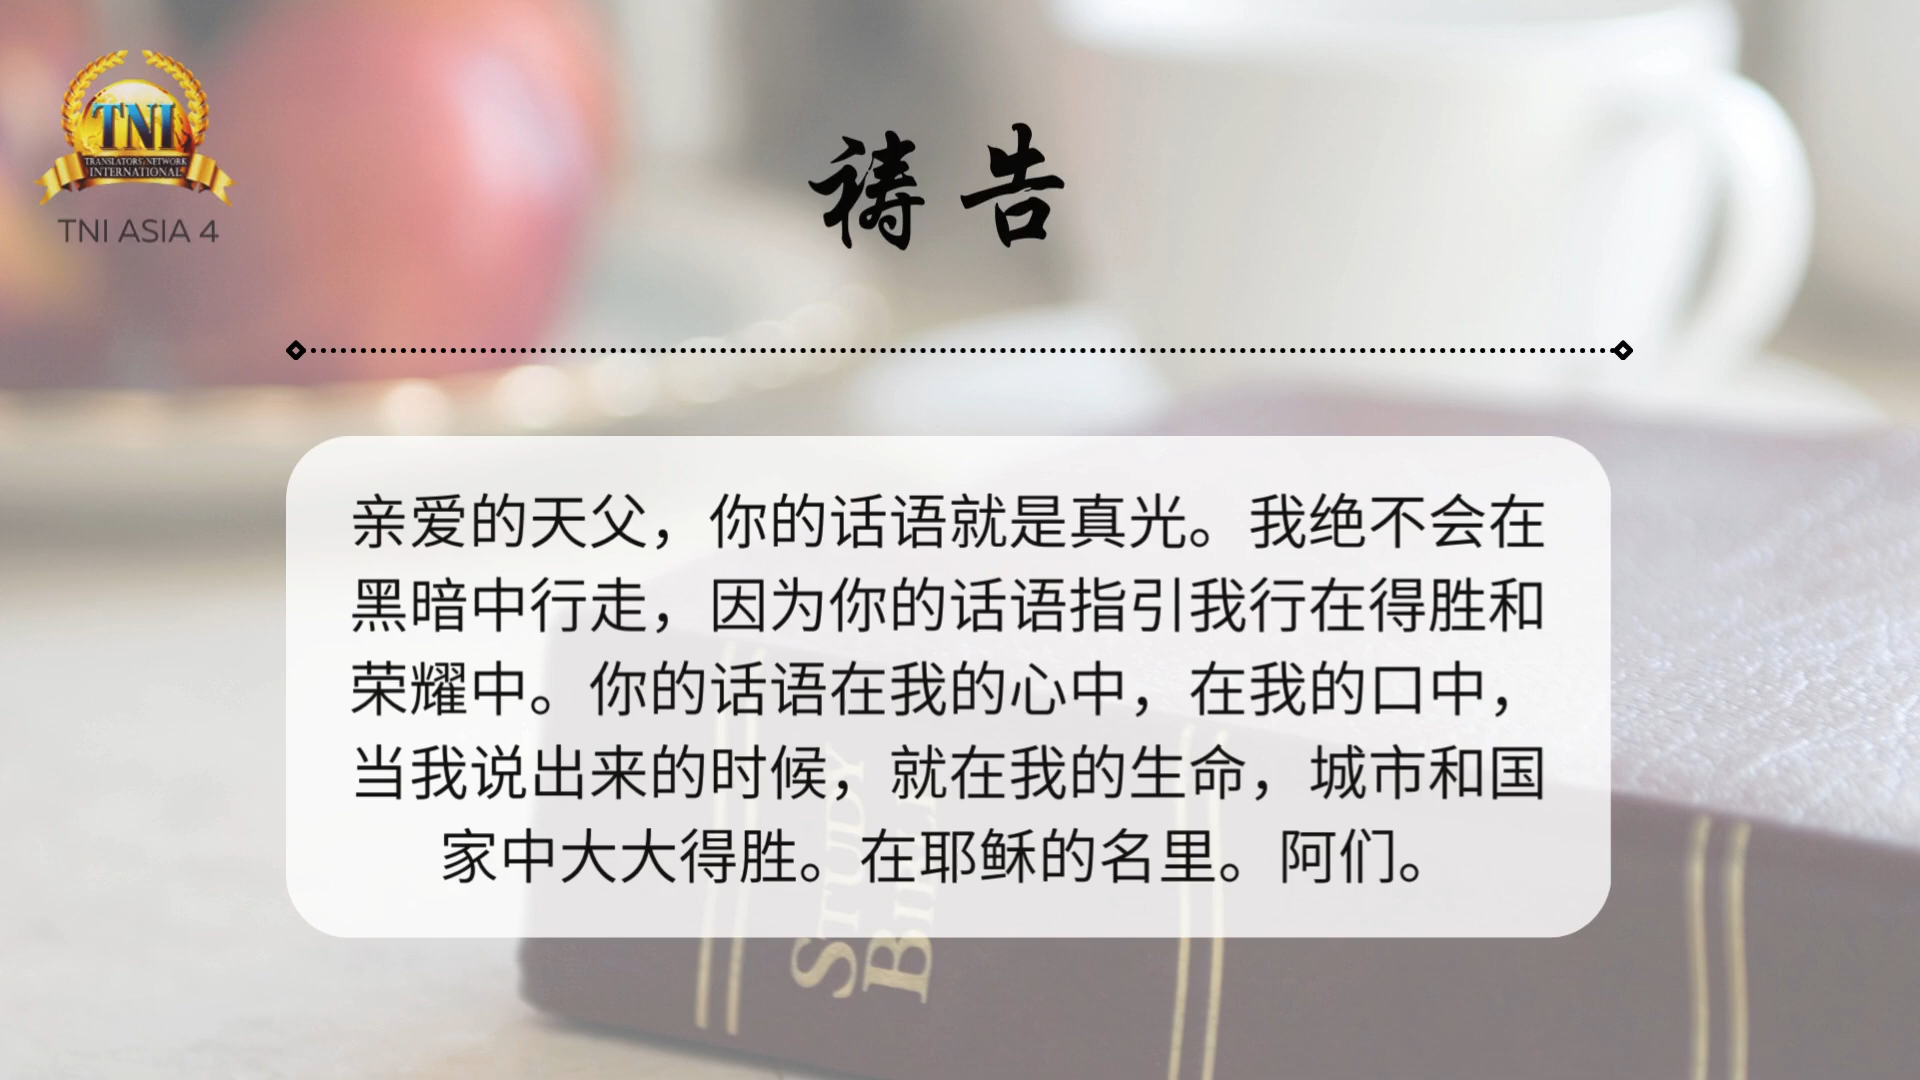 TNI
TRANSLATORS NETWORK
INTERNATIONAL
TNI ASIA 4
祷告
亲爱的天父，你的话语就是真光。我绝不会在
黑暗中行走，因为你的话语指引我行在得胜和
荣耀中。你的话语在我的心中，在我的口中，
当我说出来的时候，就在我的生命，城市和国
家中大大得胜。在耶稣的名里。阿们。
STUDY
BIBLE